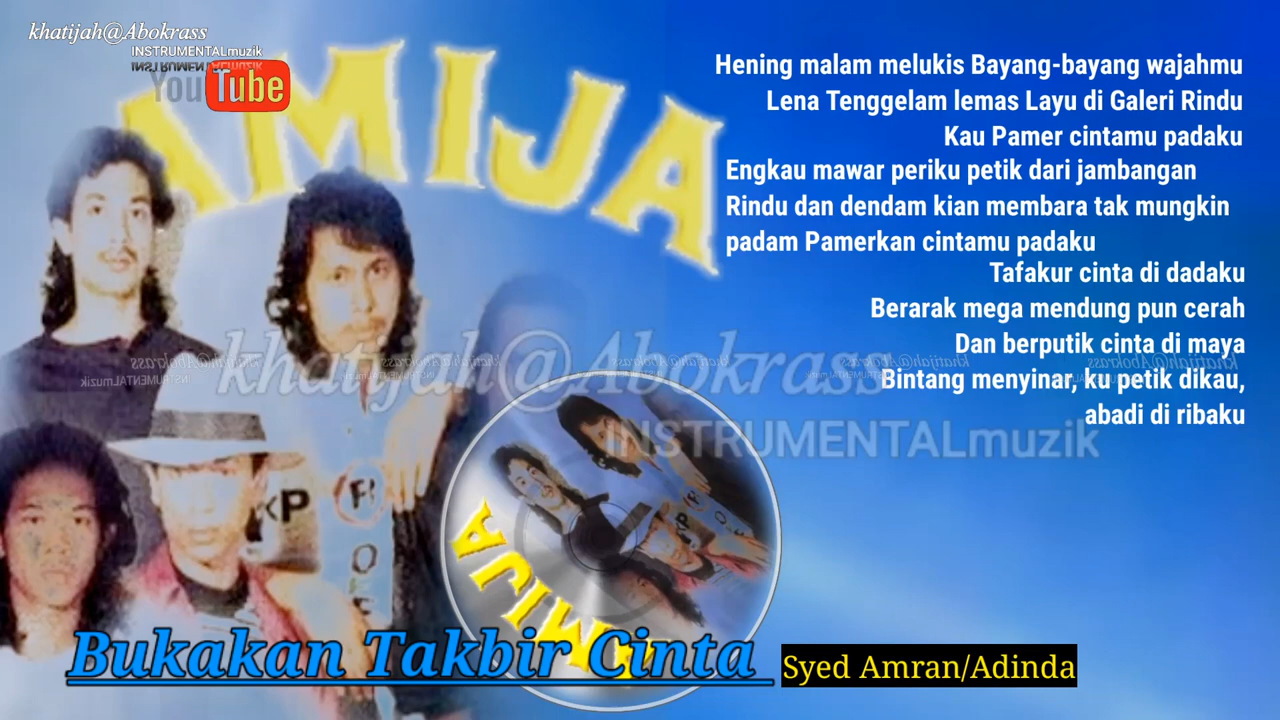 khatijah@Abokrass
INSTRUMENTALmuzik
YouTube
AMIJA
Hening malam melukis Bayang-bayang wajahmu
Lena Tenggelam lemas Layu di Galeri Rindu
Kau Pamer cintamu padaku
Engkau mawar periku petik dari jambangan
Rindu dan dendam kian membara tak mungkin
padam Pamerkan cintamu padaku
Tafakur cinta di dadaku
Berarak mega mendung pun cerah
Dan berputik cinta di maya
Bintang menyinar, ku petik dikau,
abadi di ribaku
khatijah@Abokrass
INSTRUMENTALmuzik
AMIJA
Bukakan Takbir Cinta
Syed Amran/Adinda